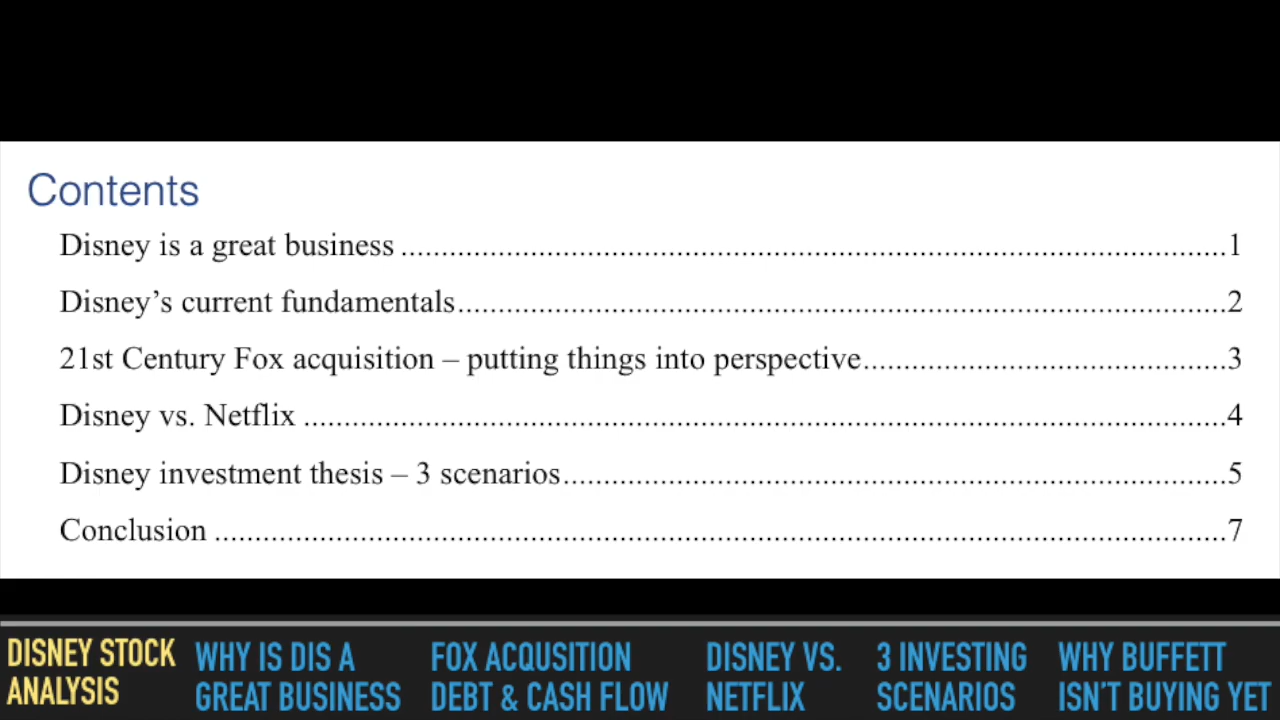 Contents
Disney is a great business ........................................................................................................1
Disney’s current fundamentals.................................................................................................2
21st Century Fox acquisition – putting things into perspective..............................................3
Disney vs. Netflix ....................................................................................................................4
Disney investment thesis – 3 scenarios....................................................................................5
Conclusion ...............................................................................................................................7
DISNEY STOCK
ANALYSIS
WHY IS DIS A
GREAT BUSINESS
FOX ACQUSITION
DEBT & CASH FLOW
DISNEY VS.
NETFLIX
3 INVESTING
SCENARIOS
WHY BUFFETT
ISN'T BUYING YET